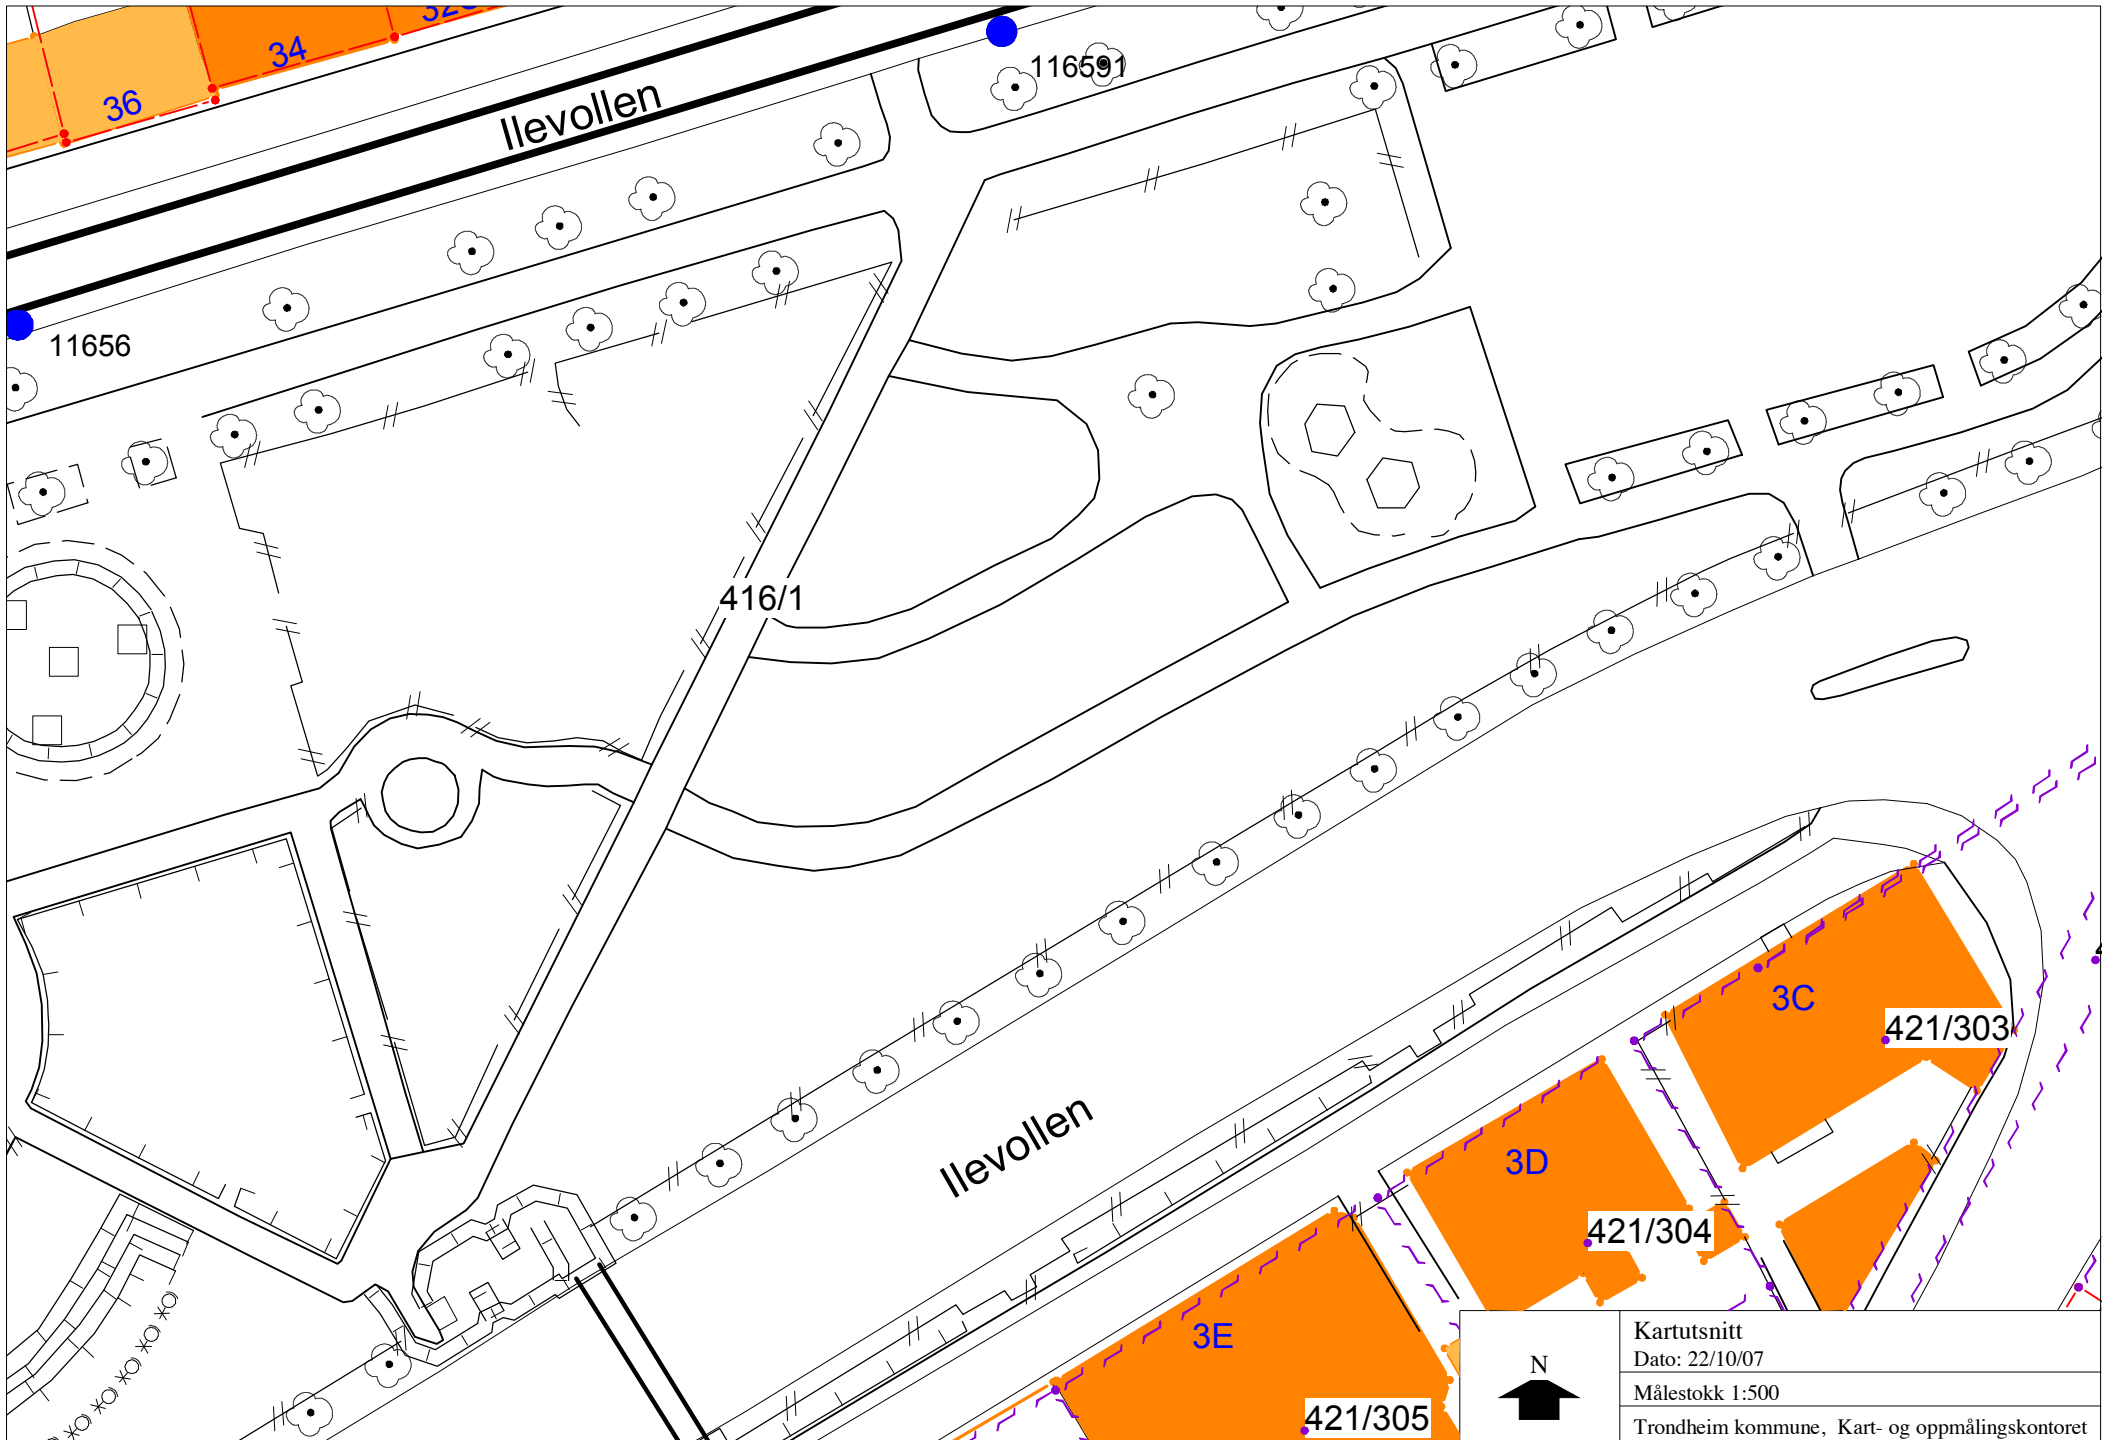 34
36
Ilevollen
116591
11656
416/1
3C
421/303
Ilevollen
3D
421/304
3E
421/305
N
Kartutsnitt
Dato: 22/10/07
Målestokk 1:500
Trondheim kommune, Kart- og oppmålingskontoret